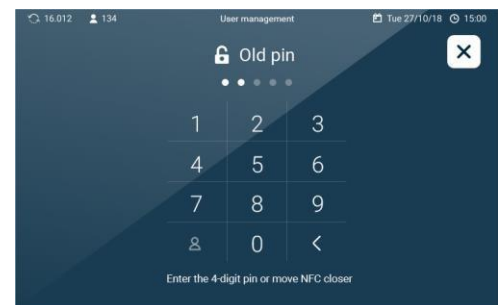 16.012 134 User management Tue 27/10/18 15:00
Old pin
1 2 3
4 5 6
7 8 9
0
Enter the 4-digit pin or move NFC closer